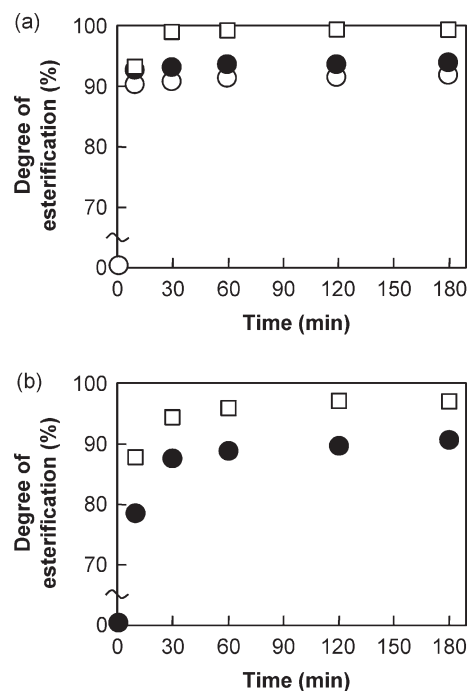 (a)
100
90
80
70
0
Degree of
esterification (%)
0 30 60 90 120 150 180
Time (min)
(b)
100
90
80
70
0
Degree of
esterification (%)
0 30 60 90 120 150 180
Time (min)